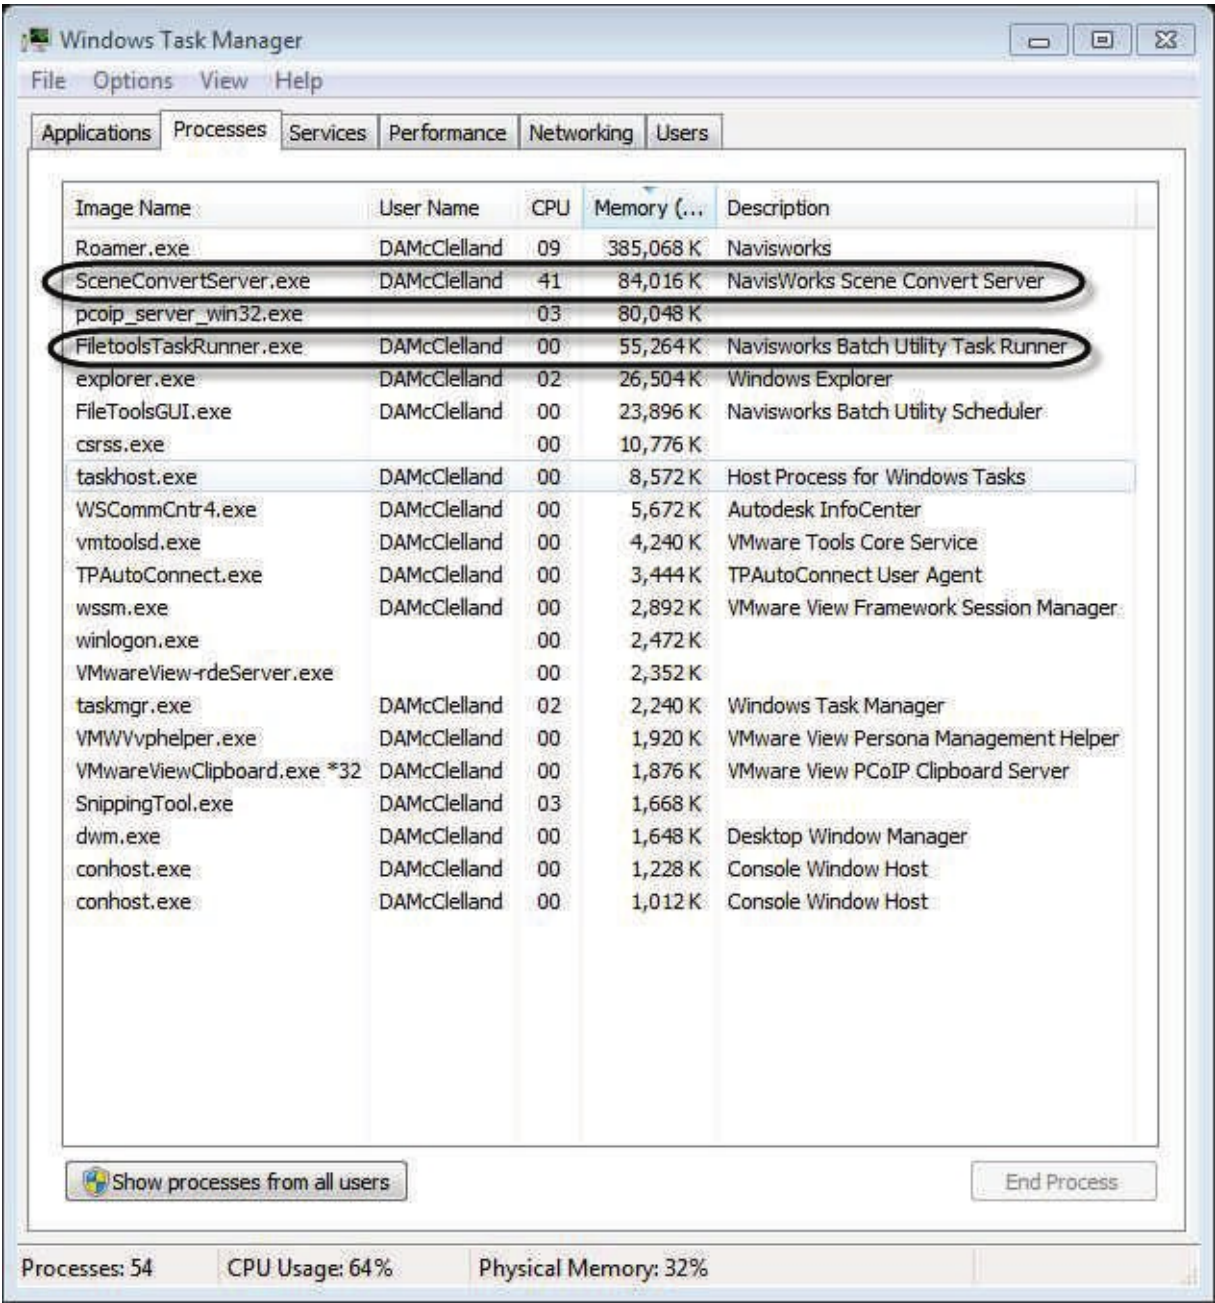 Windows Task Manager
File Options View Help
Applications Processes Services Performance Networking Users
Image Name User Name CPU Memory (... Description
Roamer.exe DAMcClelland 09 385,068 K Navisworks
SceneConvertServer.exe DAMcClelland 41 84,016 K NavisWorks Scene Convert Server
pcoip_server_win32.exe 03 80,048 K
FiletoolsTaskRunner.exe DAMcClelland 00 55,264 K Navisworks Batch Utility Task Runner
explorer.exe DAMcClelland 02 26,504 K Windows Explorer
FileToolsGUI.exe DAMcClelland 00 23,896 K Navisworks Batch Utility Scheduler
csrss.exe 00 10,776 K
taskhost.exe DAMcClelland 00 8,572 K Host Process for Windows Tasks
WSCommCntr4.exe DAMcClelland 00 5,672 K Autodesk InfoCenter
vmtoolsd.exe DAMcClelland 00 4,240 K VMware Tools Core Service
TPAutoConnect.exe DAMcClelland 00 3,444 K TPAutoConnect User Agent
wssm.exe DAMcClelland 00 2,892 K VMware View Framework Session Manager
winlogon.exe 00 2,472 K
VMwareView-rdeServer.exe 00 2,352 K
taskmgr.exe DAMcClelland 02 2,240 K Windows Task Manager
VMWVvphelper.exe DAMcClelland 00 1,920 K VMware View Persona Management Helper
VMwareViewClipboard.exe *32 DAMcClelland 00 1,876 K VMware View PCoIP Clipboard Server
SnippingTool.exe DAMcClelland 03 1,668 K
dwm.exe DAMcClelland 00 1,648 K Desktop Window Manager
conhost.exe DAMcClelland 00 1,228 K Console Window Host
conhost.exe DAMcClelland 00 1,012 K Console Window Host
Show processes from all users End Process
Processes: 54 CPU Usage: 64% Physical Memory: 32%